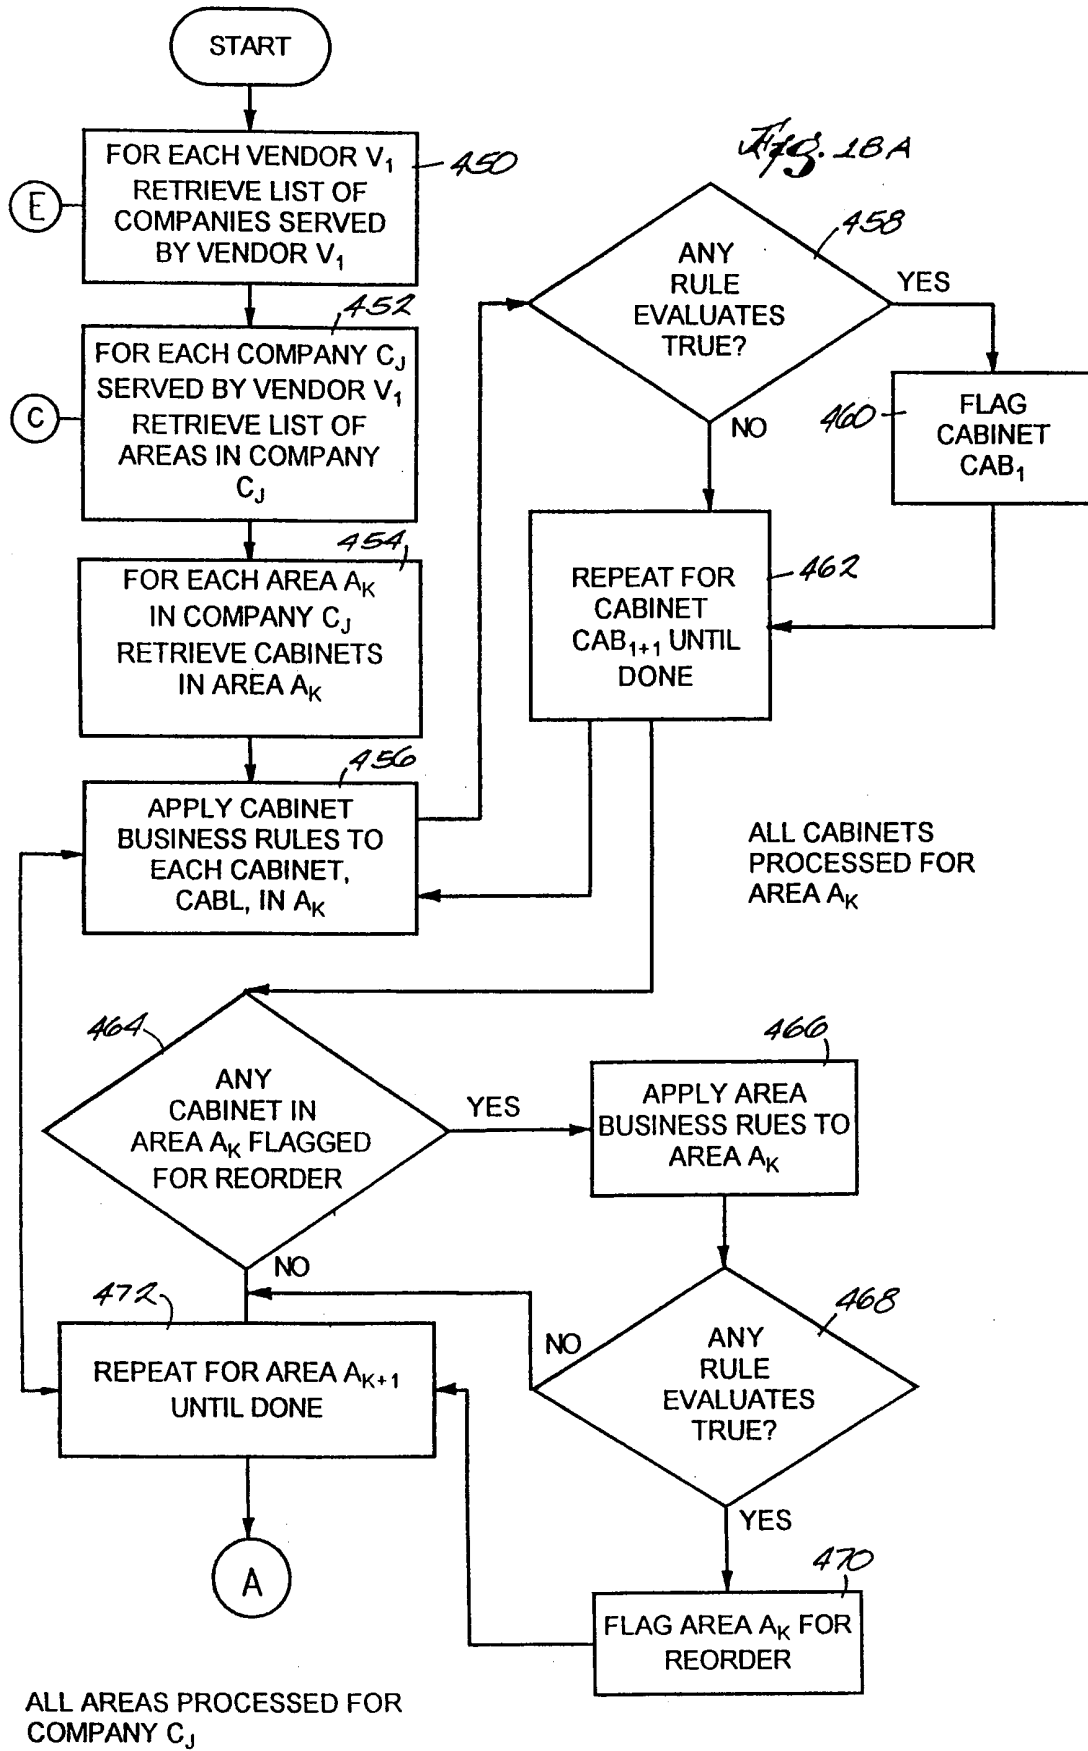 START
FOR EACH VENDOR V1
RETRIEVE LIST OF
COMPANIES SERVED
BY VENDOR V1
450
E
452
FOR EACH COMPANY CJ
SERVED BY VENDOR V1
RETRIEVE LIST OF
AREAS IN COMPANY
CJ
C
454
FOR EACH AREA AK
IN COMPANY CJ
RETRIEVE CABINETS
IN AREA AK
456
APPLY CABINET
BUSINESS RULES TO
EACH CABINET,
CABL, IN AK
Fig. 18A
458
ANY
RULE
EVALUATES
TRUE?
YES
NO
460
FLAG
CABINET
CAB1
462
REPEAT FOR
CABINET
CAB1+1 UNTIL
DONE
ALL CABINETS
PROCESSED FOR
AREA AK
464
ANY
CABINET IN
AREA AK FLAGGED
FOR REORDER
YES
NO
466
APPLY AREA
BUSINESS RUES TO
AREA AK
468
ANY
RULE
EVALUATES
TRUE?
NO
YES
470
FLAG AREA AK FOR
REORDER
472
REPEAT FOR AREA AK+1
UNTIL DONE
A
ALL AREAS PROCESSED FOR
COMPANY CJ